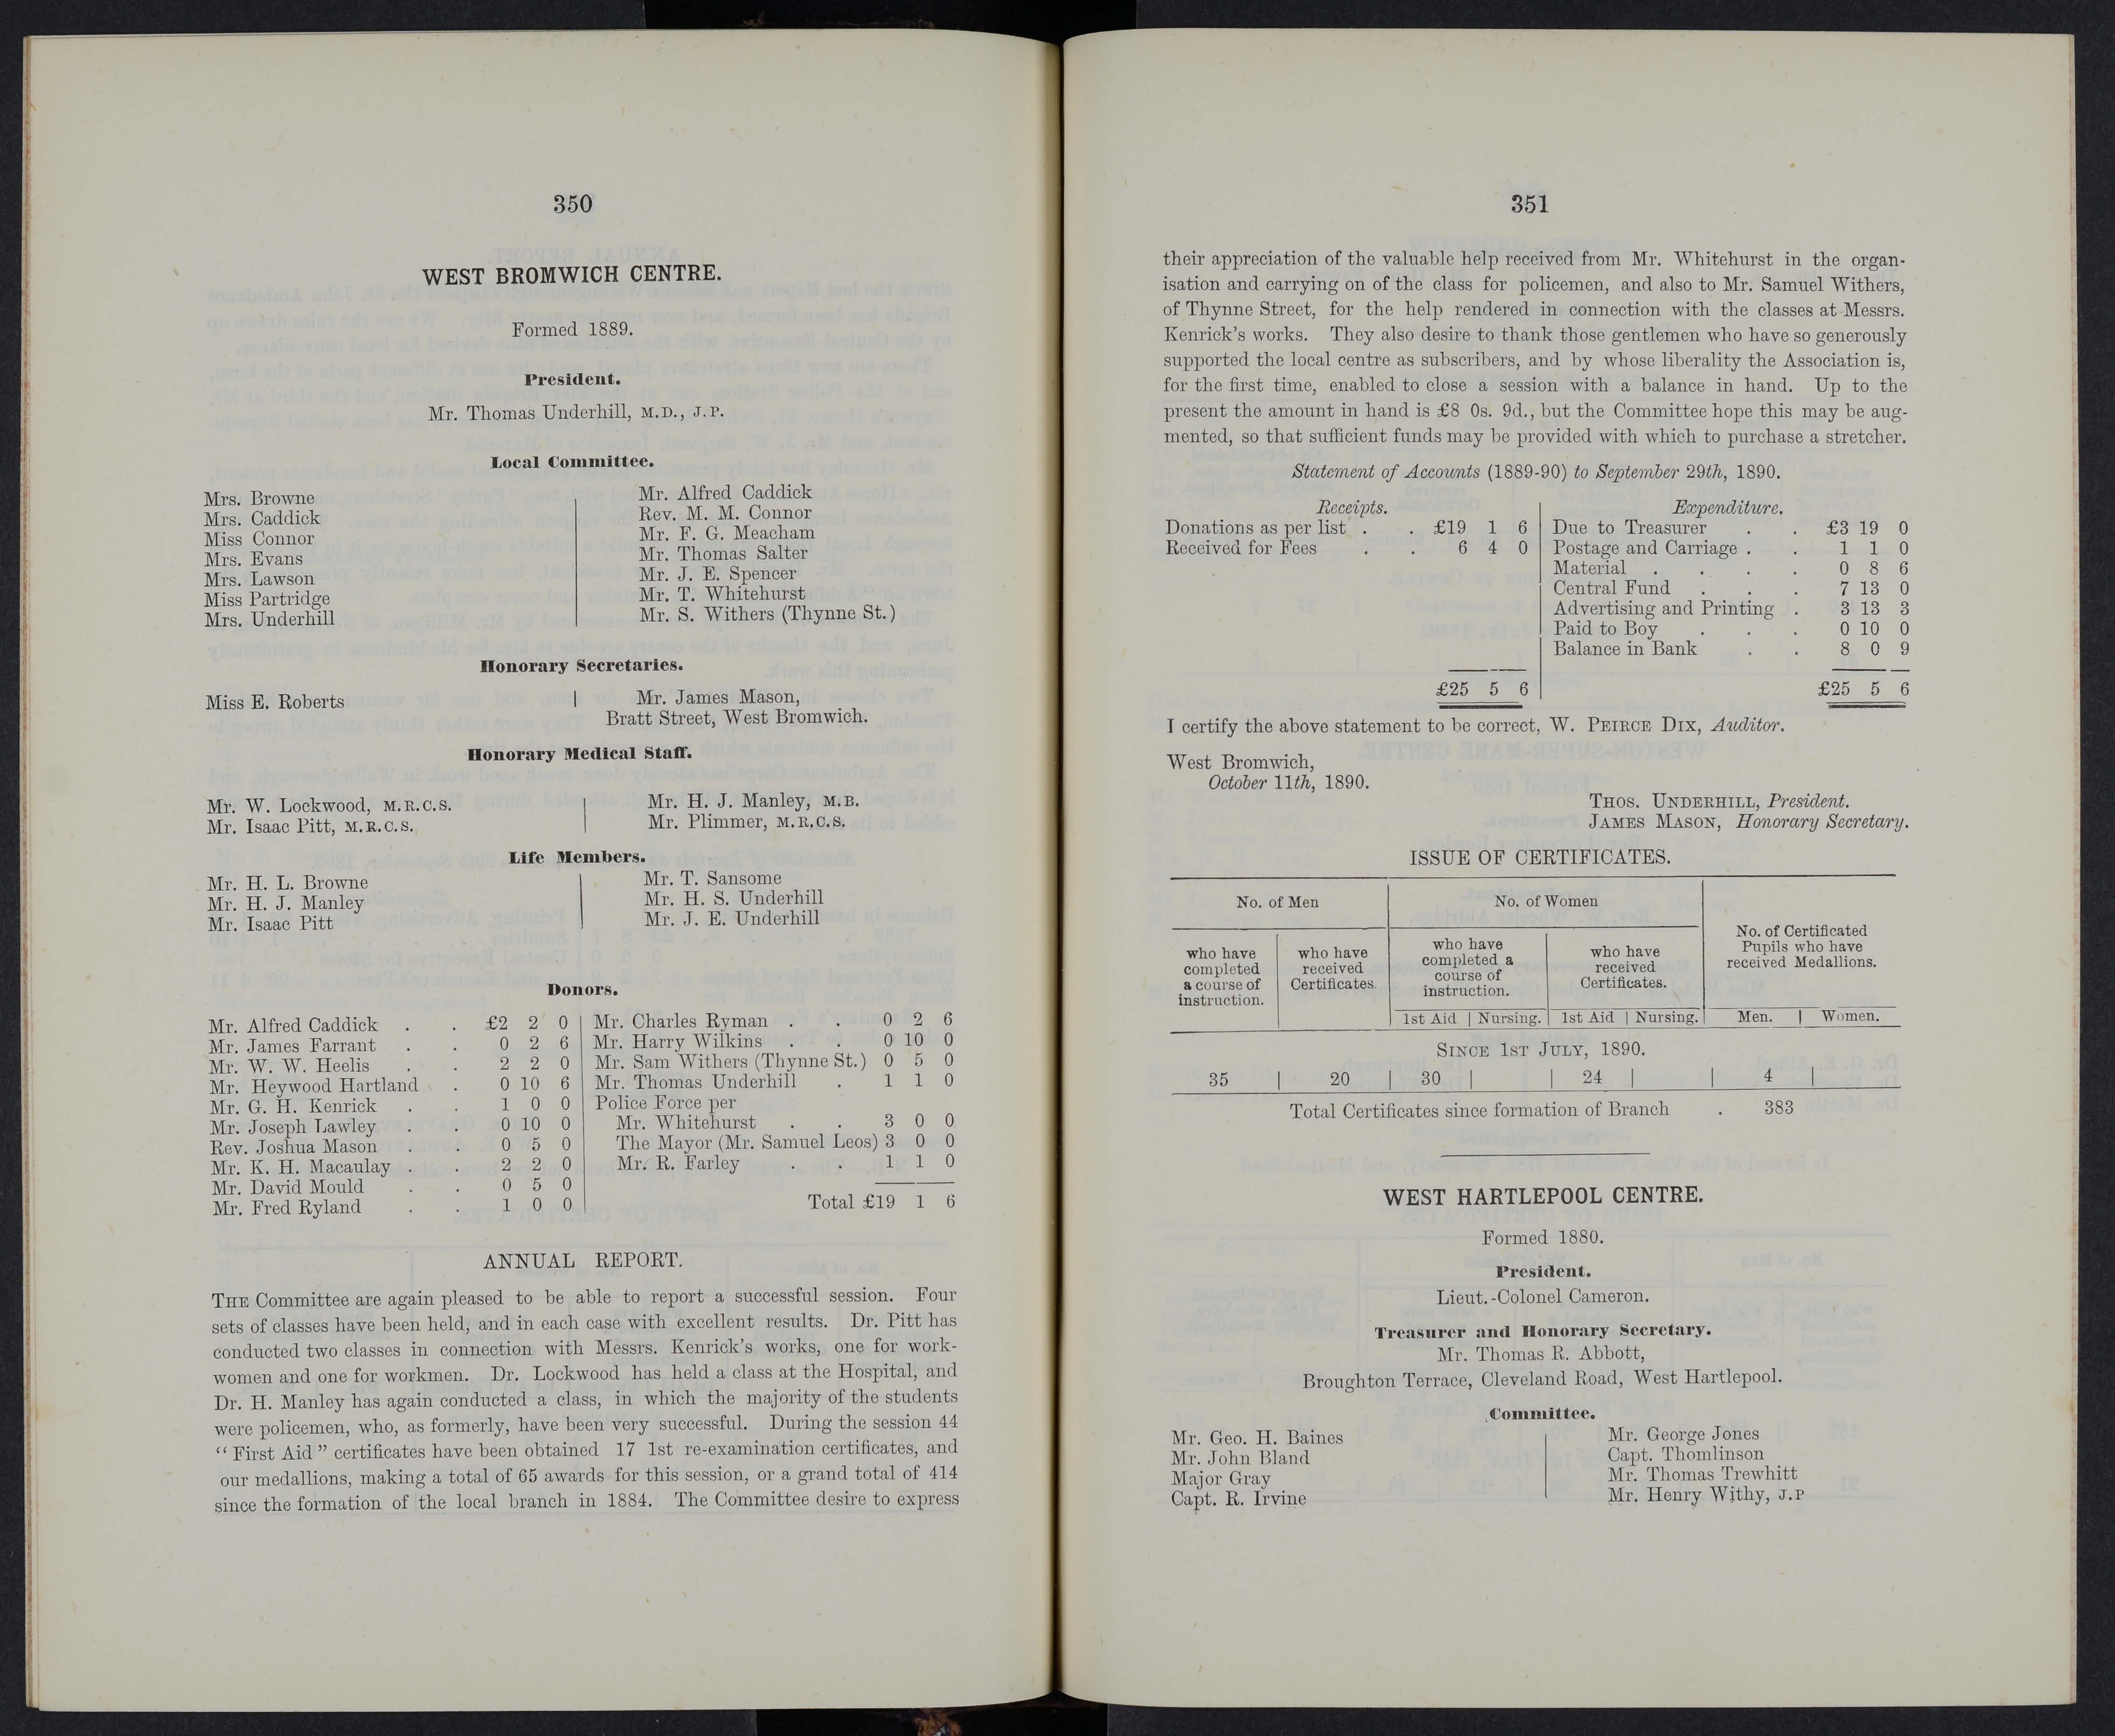 350
WEST BROMWICH CENTRE.
Formed 1889.
President.
Mr. Thomas Underhill, M.D., J.P.
Local Committee.
Mrs. Browne
Mrs. Caddick
Miss Connor
Mrs. Evans
Mrs. Lawson
Miss Partridge
Mrs. Underhill
Mr. Alfred Caddick
Rev. M. M. Connor
Mr. F. G. Meacham
Mr. Thomas Salter
Mr. J. E. Spencer
Mr. T. Whitehurst
Mr. S. Withers (Thynne St.)
Honorary Secretaries.
Miss E. Roberts
Mr. James Mason,
Bratt Street, West Bromwich.
Honorary Medical Staff.
Mr. W. Lockwood, M.R.C.S.
Mr. Isaac Pitt, M.R.C.S.
Mr. H. J. Manley, M.B.
Mr. Plimmer, M.R.C.S.
Life Members.
Mr. H. L. Browne
Mr. H. J. Manley
Mr. Isaac Pitt
Mr. T. Sansome
Mr. H. S. Underhill
Mr. J. E. Underhill
Donors.
Mr. Alfred Caddick . . £2 2 0
Mr. James Farrant . . 0 2 6
Mr. W. W. Heelis . . 2 2 0
Mr. Heywood Hartland . 0 10 6
Mr. G. H. Kenrick . . 1 0 0
Mr. Joseph Lawley . . 0 10 0
Rev. Joshua Mason . . 0 5 0
Mr. K. H. Macaulay . . 2 2 0
Mr. David Mould . . 0 5 0
Mr. Fred Ryland . . 1 0 0
Mr. Charles Ryman . . 0 2 6
Mr. Harry Wilkins . . 0 10 0
Mr. Sam Withers (Thynne St.) 0 5 0
Mr. Thomas Underhill . 1 1 0
Police Force per
Mr. Whitehurst . . 3 0 0
The Mayor (Mr. Samuel Leos) 3 0 0
Mr. R. Farley . . 1 1 0
Total £19 1 6
ANNUAL REPORT.
THE Committee are again pleased to be able to report a successful session. Four
sets of classes have been held, and in each case with excellent results. Dr. Pitt has
conducted two classes in connection with Messrs. Kenrick's works, one for work-
women and one for workmen. Dr. Lockwood has held a class at the Hospital, and
Dr. H. Manley has again conducted a class, in which the majority of the students
were policemen, who, as formerly, have been very successful. During the session 44
“First Aid” certificates have been obtained 17 1st re-examination certificates, and
our medallions, making a total of 65 awards for this session, or a grand total of 414
since the formation of the local branch in 1884. The Committee desire to express
351
their appreciation of the valuable help received from Mr. Whitehurst in the organ-
isation and carrying on of the class for policemen, and also to Mr. Samuel Withers,
of Thynne Street, for the help rendered in connection with the classes at Messrs.
Kenrick's works. They also desire to thank those gentlemen who have so generously
supported the local centre as subscribers, and by whose liberality the Association is,
for the first time, enabled to close a session with a balance in hand. Up to the
present the amount in hand is £8 0s. 9d., but the Committee hope this may be aug-
mented, so that sufficient funds may be provided with which to purchase a stretcher.
Statement of Accounts (1889-90) to September 29th, 1890.
Receipts.
Donations as per list . . £19 1 6
Received for Fees . . 6 4 0
£25 5 6
Expenditure.
Due to Treasurer . . £3 19 0
Postage and Carriage . . 1 1 0
Material . . . . 0 8 6
Central Fund . . . 7 13 0
Advertising and Printing . 3 13 3
Paid to Boy . . . 0 10 0
Balance in Bank . . 8 0 9
£25 5 6
I certify the above statement to be correct, W. PEIRCE DIX, Auditor.
West Bromwich,
October 11th, 1890.
THOS. UNDERHILL, President.
JAMES MASON, Honorary Secretary.
ISSUE OF CERTIFICATES.
No. of Men
No. of Women
No. of Certificated
Pupils who have
received Medallions.
who have
completed
a course of
instruction.
who have
received
Certificates.
who have
completed a
course of
instruction.
who have
received
Certificates.
1st Aid | Nursing. 1st Aid | Nursing. Men. | Women.
SINCE 1ST JULY, 1890.
35 | 20 | 30 | | 24 | | 4 |
Total Certificates since formation of Branch . 383
WEST HARTLEPOOL CENTRE.
Formed 1880.
President.
Lieut.-Colonel Cameron.
Treasurer and Honorary Secretary.
Mr. Thomas R. Abbott,
Broughton Terrace, Cleveland Road, West Hartlepool.
Committee.
Mr. Geo. H. Baines
Mr. John Bland
Major Gray
Capt. R. Irvine
Mr. George Jones
Capt. Thomlinson
Mr. Thomas Trewhitt
Mr. Henry Withy, J.P